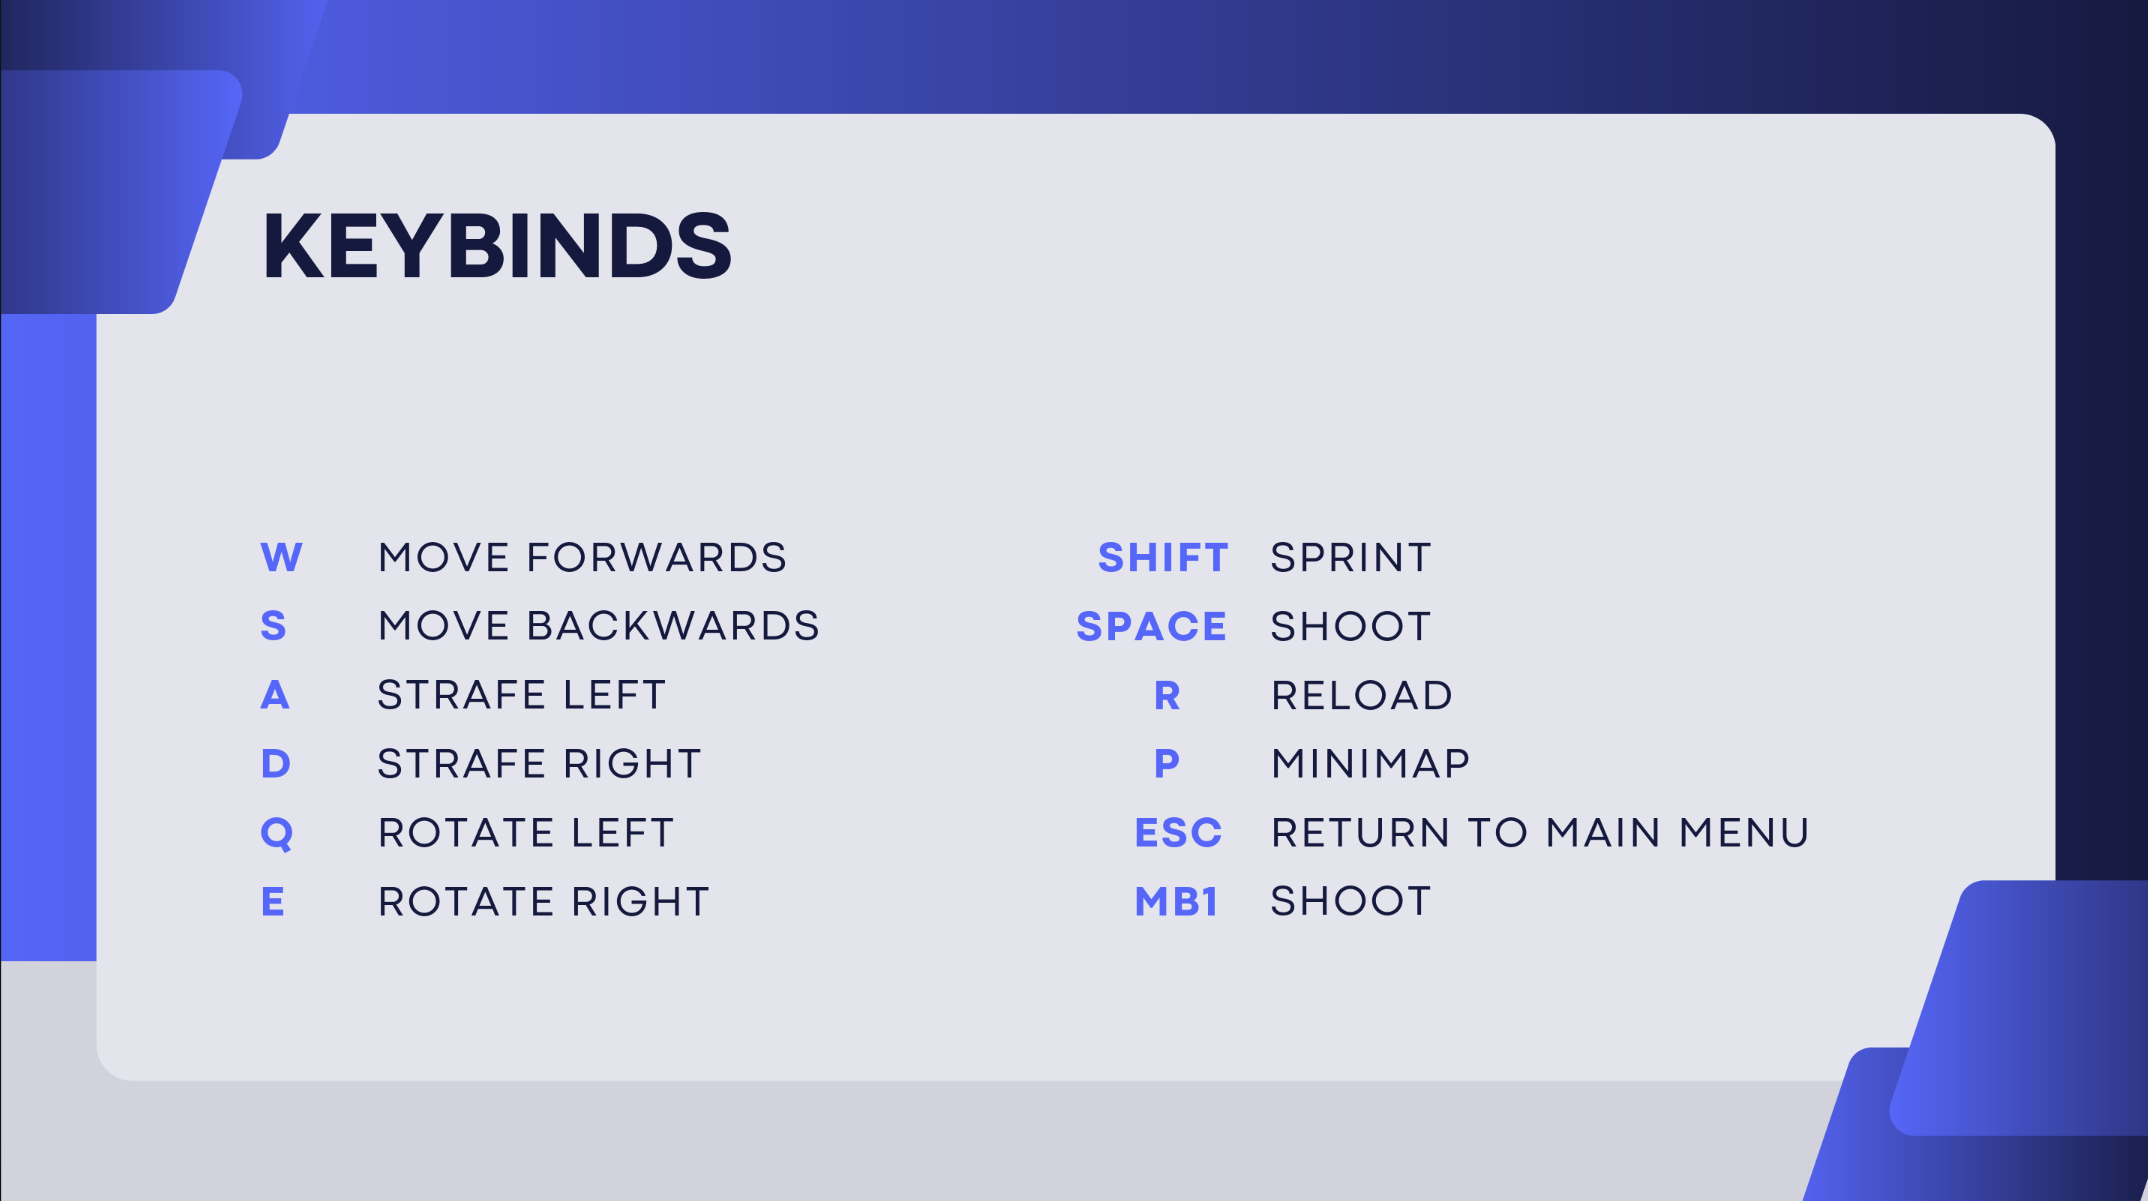 KEYBINDS
W MOVE FORWARDS
S MOVE BACKWARDS
A STRAFE LEFT
D STRAFE RIGHT
Q ROTATE LEFT
E ROTATE RIGHT
SHIFT SPRINT
SPACE SHOOT
R RELOAD
P MINIMAP
ESC RETURN TO MAIN MENU
MB1 SHOOT